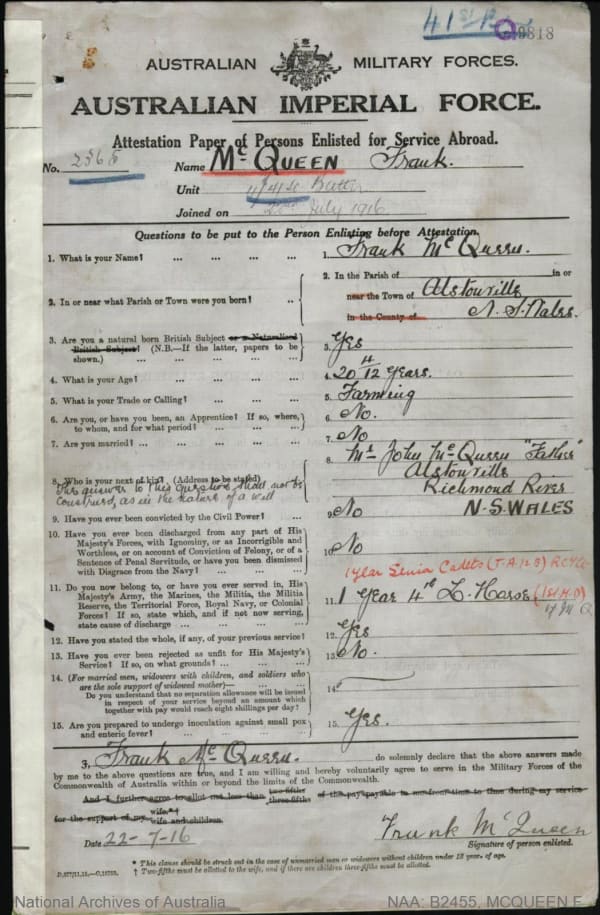 41st R
Q 9818
AUSTRALIAN MILITARY FORCES.
AUSTRALIAN IMPERIAL FORCE.
Attestation Paper of Persons Enlisted for Service Abroad.
No. Name McQUEEN Frank.
Unit 41st Battn
Joined on July 1916
Questions to be put to the Person Enlisting before Attestation.
1. What is your Name? ... ... ... 1. Frank McQueen.
2. In or near what Parish or Town were you born? .. 2. In the Parish of in or
near the Town of Alstonville
in the County of N.S.Wales.
3. Are you a natural born British Subject or a Naturalised
British Subject? (N.B.—If the latter, papers to be
shown.) ... ... ... ... 3. Yes
4. What is your Age? ... ... ... 4. 20 4/12 Years.
5. What is your Trade or Calling? ... ... ... 5. Farming
6. Are you, or have you been, an Apprentice? If so, where,
to whom, and for what period? ... ... 6. No.
7. Are you married? ... ... ... ... 7. No
8. Who is your next of kin? (Address to be stated) 8. Mr John McQueen "Father"
This answer to this question shall not be
construed as in the nature of a will
Alstonville
Richmond River
N.S.WALES
9. Have you ever been convicted by the Civil Power? ... 9. No
10. Have you ever been discharged from any part of His
Majesty's Forces, with Ignominy, or as Incorrigible and
Worthless, or on account of Conviction of Felony, or of a
Sentence of Penal Servitude, or have you been dismissed
with Disgrace from the Navy? ... ... ... 10. No
1 year Senior Cadets
11. Do you now belong to, or have you ever served in, His
Majesty's Army, the Marines, the Militia, the Militia
Reserve, the Territorial Force, Royal Navy, or Colonial
Forces? If so, state which, and if not now serving,
state cause of discharge ... ... ... 11. 1 Year 4th L. Horse
12. Have you stated the whole, if any, of your previous service? 12. Yes
13. Have you ever been rejected as unfit for His Majesty's
Service? If so, on what grounds? ... ... 13. No.
14. (For married men, widowers with children, and soldiers who
are the sole support of widowed mother)— ... ...
Do you understand that no separation allowance will be issued
in respect of your service beyond an amount which
together with pay would reach eight shillings per day? 14.
15. Are you prepared to undergo inoculation against small pox
and enteric fever? ... ... ... ... 15. Yes.
I, Frank McQueen. do solemnly declare that the above answers made
by me to the above questions are true, and I am willing and hereby voluntarily agree to serve in the Military Forces of the
Commonwealth of Australia within or beyond the limits of the Commonwealth.
And I further agree to allot not less than two-fifths three-fifths of the pay payable to me from time to time during my service
for the support of my wife.*† wife and children.
Date 22-7-16 Frank McQueen
Signature of person enlisted.
* This clause should be struck out in the case of unmarried men or widowers without children under 18 years of age.
† Two-fifths must be allotted to the wife, and if there are children three-fifths must be allotted.
National Archives of Australia NAA: B2455, MCQUEEN F